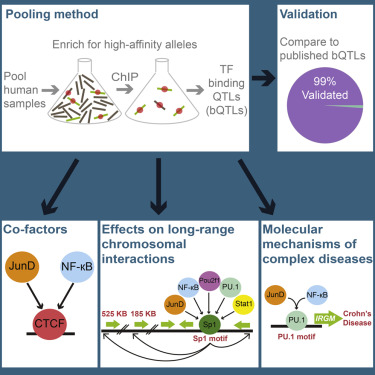 Pooling method
Enrich for high-affinity alleles
Pool
human
samples
ChIP
TF
binding
QTLs
(bQTLs)
Validation
Compare to
published bQTLs
99%
Validated
Co-factors
JunD
NF-κB
CTCF
Effects on long-range
chromosomal
interactions
Pou2f1
NF-κB
PU.1
JunD
Stat1
525 KB
185 KB
Sp1
Sp1 motif
Molecular
mechanisms of
complex diseases
JunD
NF-κB
PU.1
IRGM
Crohn's
Disease
PU.1 motif